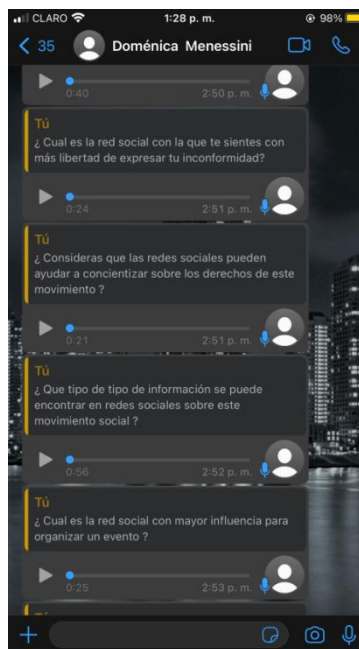 CLARO 1:28 p. m. 98%
35 Doménica Menessini
0:40 2:50 p. m.
Tú
¿ Cual es la red social con la que te sientes con
más libertad de expresar tu inconformidad?
0:24 2:51 p. m.
Tú
¿ Consideras que las redes sociales pueden
ayudar a concientizar sobre los derechos de este
movimiento ?
0:21 2:51 p. m.
Tú
¿ Que tipo de tipo de información se puede
encontrar en redes sociales sobre este
movimiento social ?
0:56 2:52 p. m.
Tú
¿ Cual es la red social con mayor influencia para
organizar un evento ?
0:25 2:53 p. m.
Tú